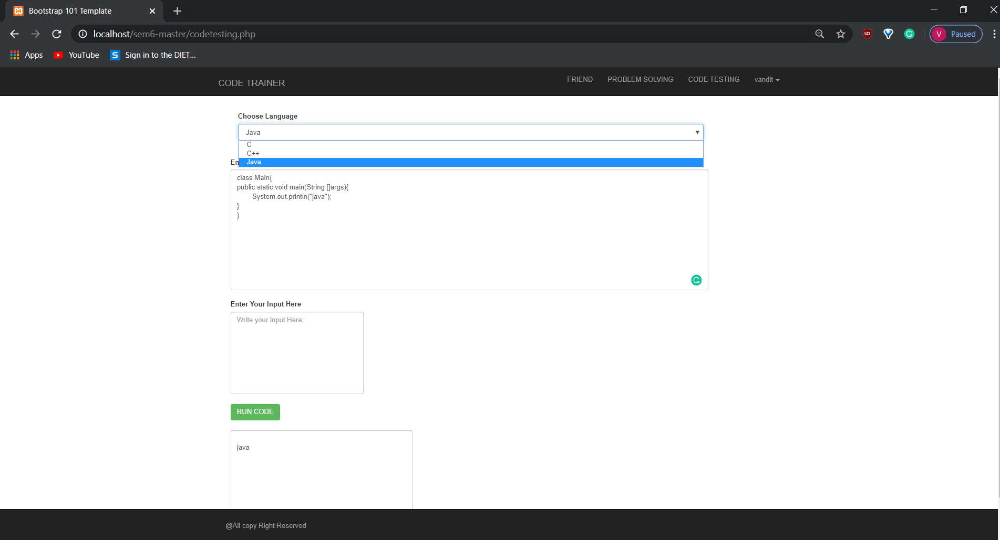 Bootstrap 101 Template
localhost/sem6-master/codetesting.php
V Paused
Apps YouTube S Sign in to the DIET...
CODE TRAINER
FRIEND PROBLEM SOLVING CODE TESTING vandit
Choose Language
Java
C
C++
Java
En
class Main{
public static void main(String []args){
System.out.println("java");
}
}
Enter Your Input Here
Write your input Here:
RUN CODE
java
@All copy Right Reserved